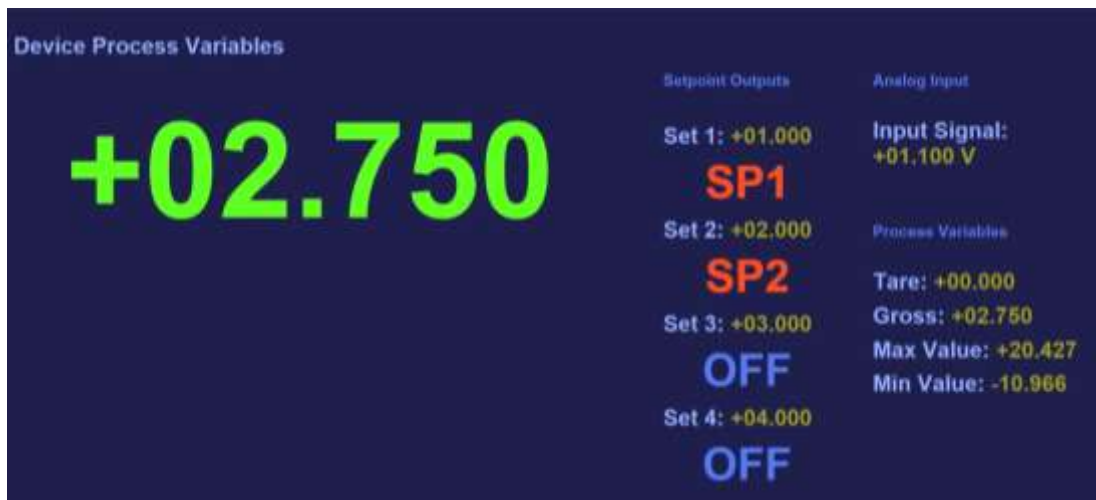 Device Process Variables
+02.750
Setpoint Outputs
Set 1: +01.000
SP1
Set 2: +02.000
SP2
Set 3: +03.000
OFF
Set 4: +04.000
OFF
Analog Input
Input Signal:
+01.100 V
Process Variables
Tare: +00.000
Gross: +02.750
Max Value: +20.427
Min Value: -10.966